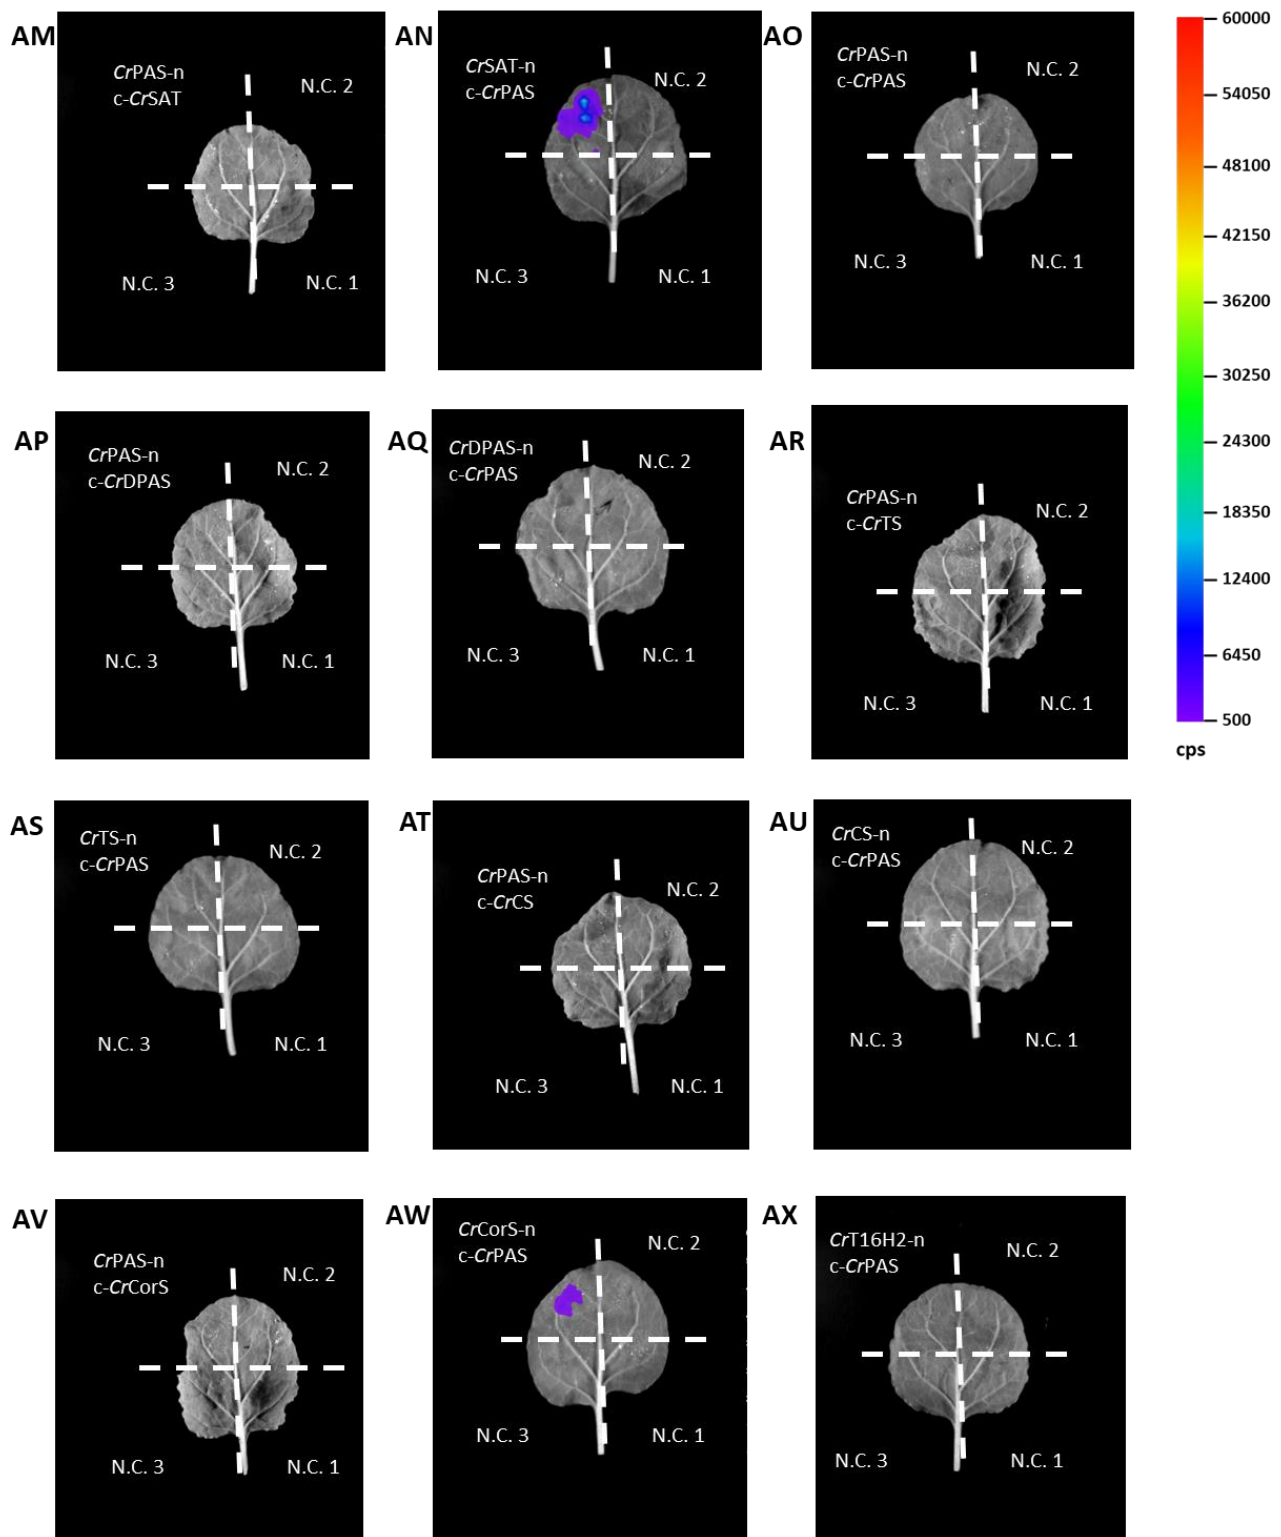 AM
CrPAS-n
c-CrSAT
N.C. 2
N.C. 3
N.C. 1
AN
CrSAT-n
c-CrPAS
N.C. 2
N.C. 3
N.C. 1
AO
CrPAS-n
c-CrPAS
N.C. 2
N.C. 3
N.C. 1
60000
54050
48100
42150
36200
30250
24300
18350
12400
6450
500
cps
AP
CrPAS-n
c-CrDPAS
N.C. 2
N.C. 3
N.C. 1
AQ
CrDPAS-n
c-CrPAS
N.C. 2
N.C. 3
N.C. 1
AR
CrPAS-n
c-CrTS
N.C. 2
N.C. 3
N.C. 1
AS
CrTS-n
c-CrPAS
N.C. 2
N.C. 3
N.C. 1
AT
CrPAS-n
c-CrCS
N.C. 2
N.C. 3
N.C. 1
AU
CrCS-n
c-CrPAS
N.C. 2
N.C. 3
N.C. 1
AV
CrPAS-n
c-CrCorS
N.C. 2
N.C. 3
N.C. 1
AW
CrCorS-n
c-CrPAS
N.C. 2
N.C. 3
N.C. 1
AX
CrT16H2-n
c-CrPAS
N.C. 2
N.C. 3
N.C. 1